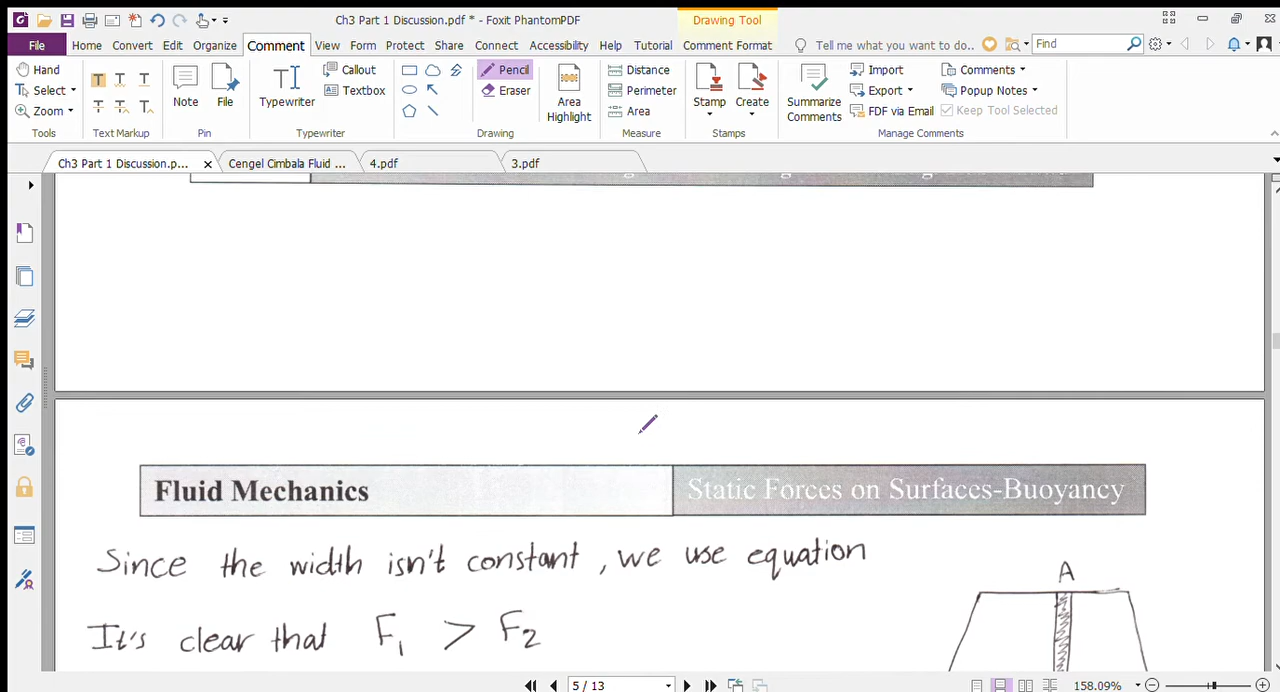 Ch3 Part 1 Discussion.pdf * - Foxit PhantomPDF
Drawing Tool
File Home Convert Edit Organize Comment View Form Protect Share Connect Accessibility Help Tutorial Comment Format Tell me what you want to do.. Find
Hand
Select
Zoom
Tools
T T T
T T T
Text Markup
Note
File
Pin
Typewriter
Callout
Textbox
Typewriter
Pencil
Eraser
Drawing
Area
Highlight
Distance
Perimeter
Area
Measure
Stamp
Create
Stamps
Summarize
Comments
Import
Export
FDF via Email
Comments
Popup Notes
Keep Tool Selected
Manage Comments
Ch3 Part 1 Discussion.p... × Cengel Cimbala Fluid ... 4.pdf 3.pdf
Fluid Mechanics Static Forces on Surfaces-Buoyancy
Since the width isn't constant , we use equation
A
It's clear that F1 > F2
5 / 13
158.09%